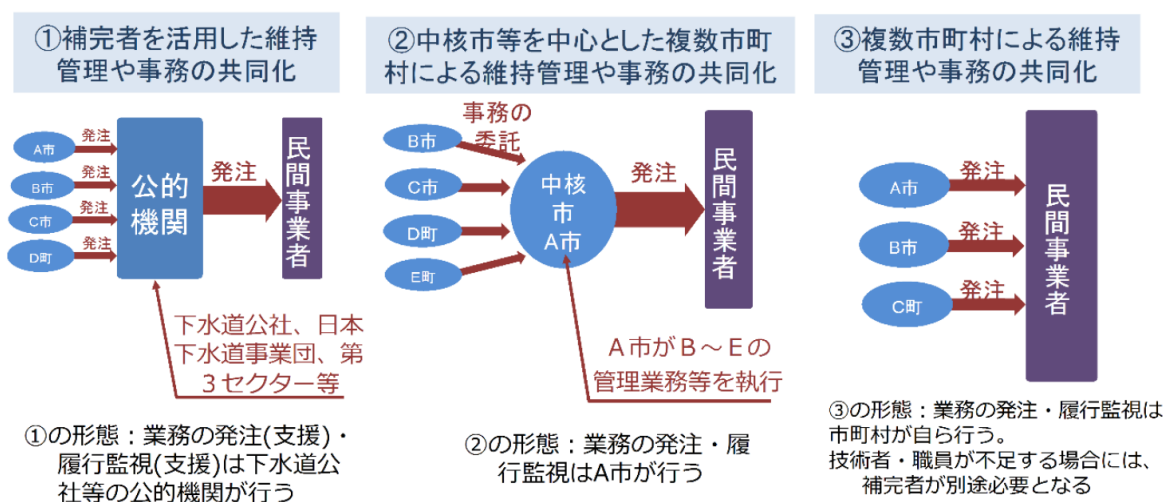 ①補完者を活用した維持
管理や事務の共同化
A市
B市
C市
D町
発注
発注
発注
発注
公的
機関
発注
民間事業者
下水道公社、日本
下水道事業団、第
3セクター等
①の形態：業務の発注(支援)・
履行監視(支援)は下水道公
社等の公的機関が行う
②中核市等を中心とした複数市町
村による維持管理や事務の共同化
事務の
委託
B市
C市
D町
E町
中核
市
A市
発注
民間事業者
A市がB～Eの
管理業務等を執行
②の形態：業務の発注・履
行監視はA市が行う
③複数市町村による維持
管理や事務の共同化
A市
B市
C町
発注
発注
発注
民間事業者
③の形態：業務の発注・履行監視は
市町村が自ら行う。
技術者・職員が不足する場合には、
補完者が別途必要となる